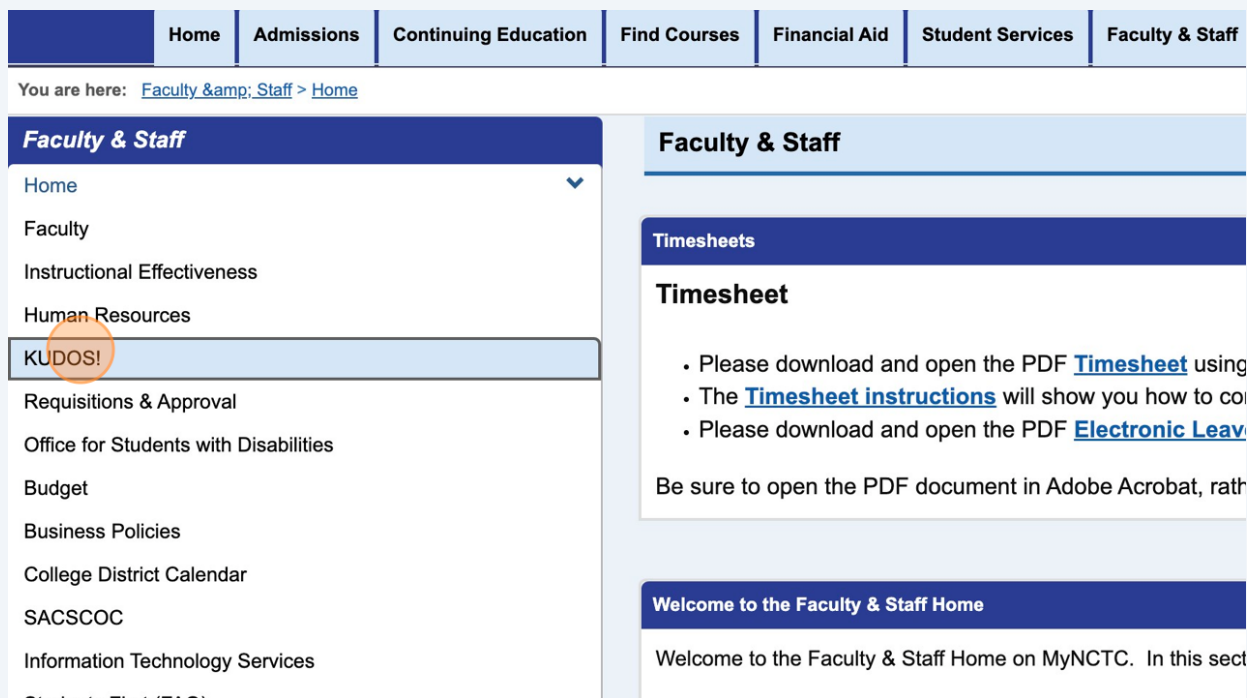 Home Admissions Continuing Education Find Courses Financial Aid Student Services Faculty & Staff
You are here: Faculty &amp; Staff > Home
Faculty & Staff
Home
Faculty
Instructional Effectiveness
Human Resources
KUDOS!
Requisitions & Approval
Office for Students with Disabilities
Budget
Business Policies
College District Calendar
SACSCOC
Information Technology Services
Faculty & Staff
Timesheets
Timesheet
• Please download and open the PDF Timesheet using
• The Timesheet instructions will show you how to
• Please download and open the PDF Electronic
Be sure to open the PDF document in Adobe Acrobat,
Welcome to the Faculty & Staff Home
Welcome to the Faculty & Staff Home on MyNCTC. In this